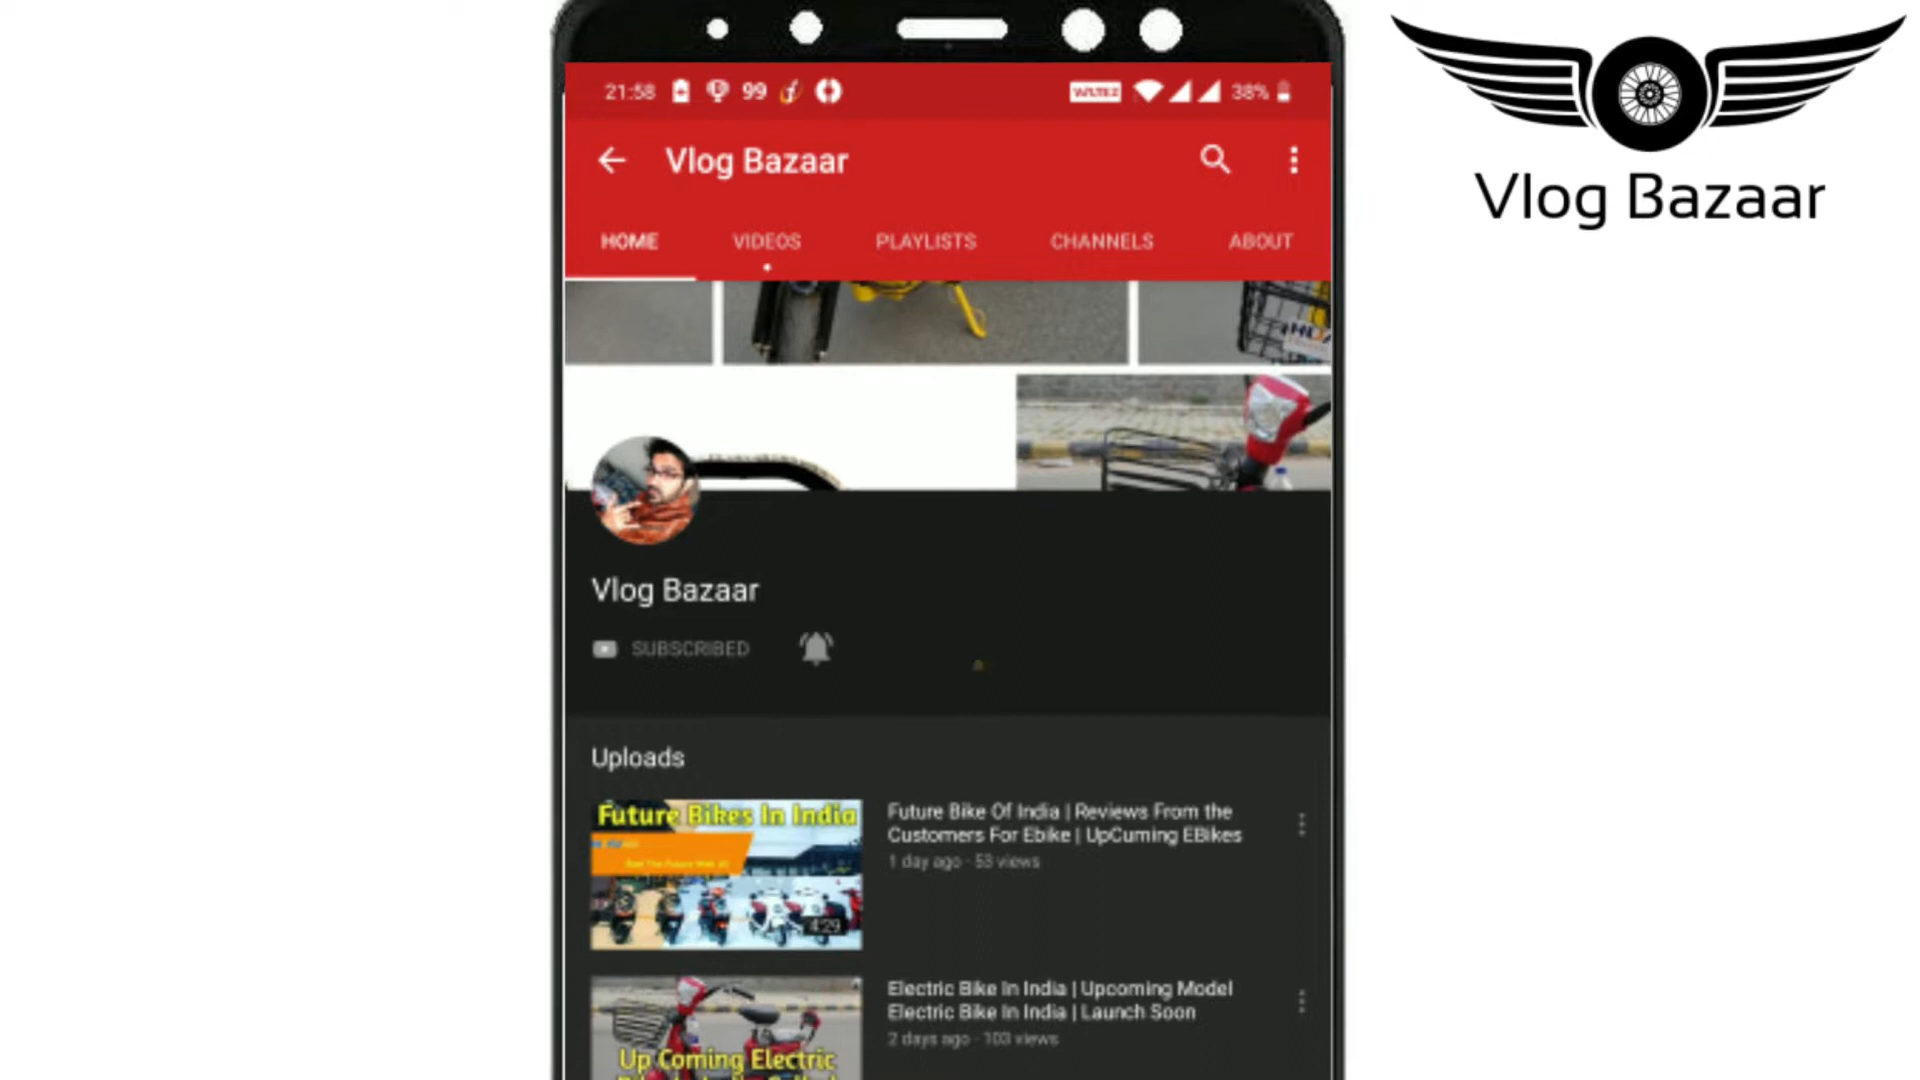 21:58
99
38%
Vlog Bazaar
HOME
VIDEOS
PLAYLISTS
CHANNELS
ABOUT
Vlog Bazaar
Vlog Bazaar
SUBSCRIBED
Uploads
Future Bikes In India
4:29
Future Bike Of India | Reviews From the
Customers For Ebike | UpCuming EBikes
1 day ago · 53 views
Up Coming Electric
Electric Bike In India | Upcoming Model
Electric Bike In India | Launch Soon
2 days ago · 103 views